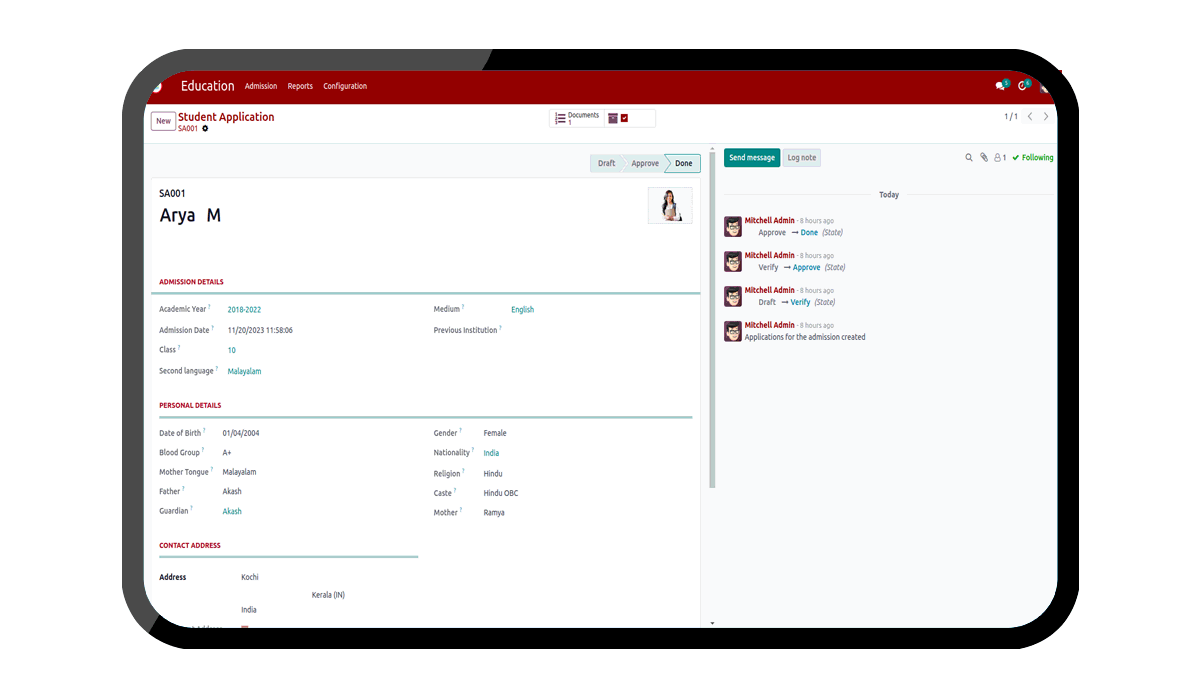 Education Admission Reports Configuration 5 6
New Student Application
SA001
Documents
1
1 / 1
Draft Approve Done
Send message Log note 1 Following
SA001
Arya M
Today
Mitchell Admin - 8 hours ago
Approve → Done (State)
Mitchell Admin - 8 hours ago
Verify → Approve (State)
Mitchell Admin - 8 hours ago
Draft → Verify (State)
Mitchell Admin - 8 hours ago
Applications for the admission created
ADMISSION DETAILS
Academic Year ? 2018-2022
Admission Date ? 11/20/2023 11:58:06
Class ? 10
Second language ? Malayalam
Medium ? English
Previous Institution ?
PERSONAL DETAILS
Date of Birth ? 01/04/2004
Blood Group ? A+
Mother Tongue ? Malayalam
Father ? Akash
Guardian ? Akash
Gender ? Female
Nationality ? India
Religion ? Hindu
Caste ? Hindu OBC
Mother ? Ramya
CONTACT ADDRESS
Address Kochi
Kerala (IN)
India